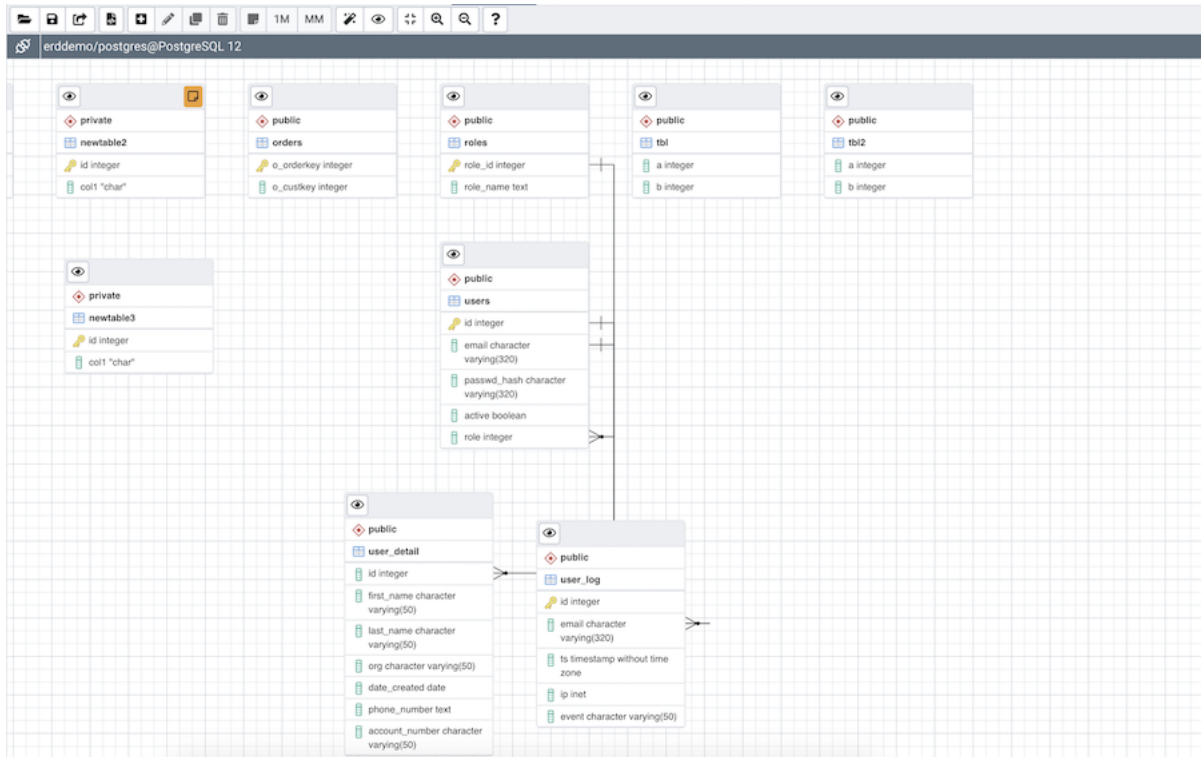 1M MM ?
erddemo/postgres@PostgreSQL 12
private
newtable2
id integer
col1 "char"
public
orders
o_orderkey integer
o_custkey integer
public
roles
role_id integer
role_name text
public
tbl
a integer
b integer
public
tbl2
a integer
b integer
private
newtable3
id integer
col1 "char"
public
users
id integer
email character
varying(320)
passwd_hash character
varying(320)
active boolean
role integer
public
user_detail
id integer
first_name character
varying(50)
last_name character
varying(50)
org character varying(50)
date_created date
phone_number text
account_number character
varying(50)
public
user_log
id integer
email character
varying(320)
ts timestamp without time
zone
ip inet
event character varying(50)